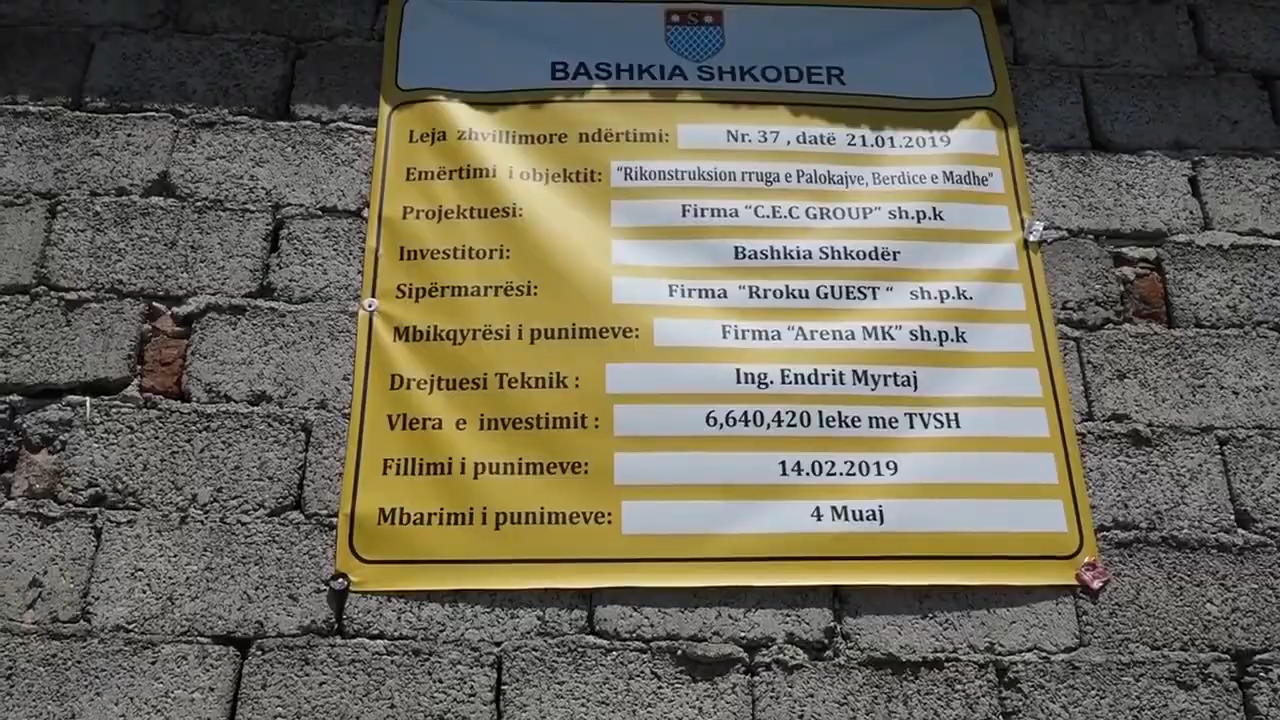 S
BASHKIA SHKODER
Leja zhvillimore ndërtimi: Nr. 37 , datë 21.01.2019
Emërtimi i objektit: "Rikonstruksion rruga e Palokajve, Berdice e Madhe"
Projektuesi: Firma "C.E.C GROUP" sh.p.k
Investitori: Bashkia Shkodër
Sipërmarrësi: Firma "Rroku GUEST " sh.p.k.
Mbikqyrësi i punimeve: Firma "Arena MK" sh.p.k
Drejtuesi Teknik : Ing. Endrit Myrtaj
Vlera e investimit : 6,640,420 leke me TVSH
Fillimi i punimeve: 14.02.2019
Mbarimi i punimeve: 4 Muaj